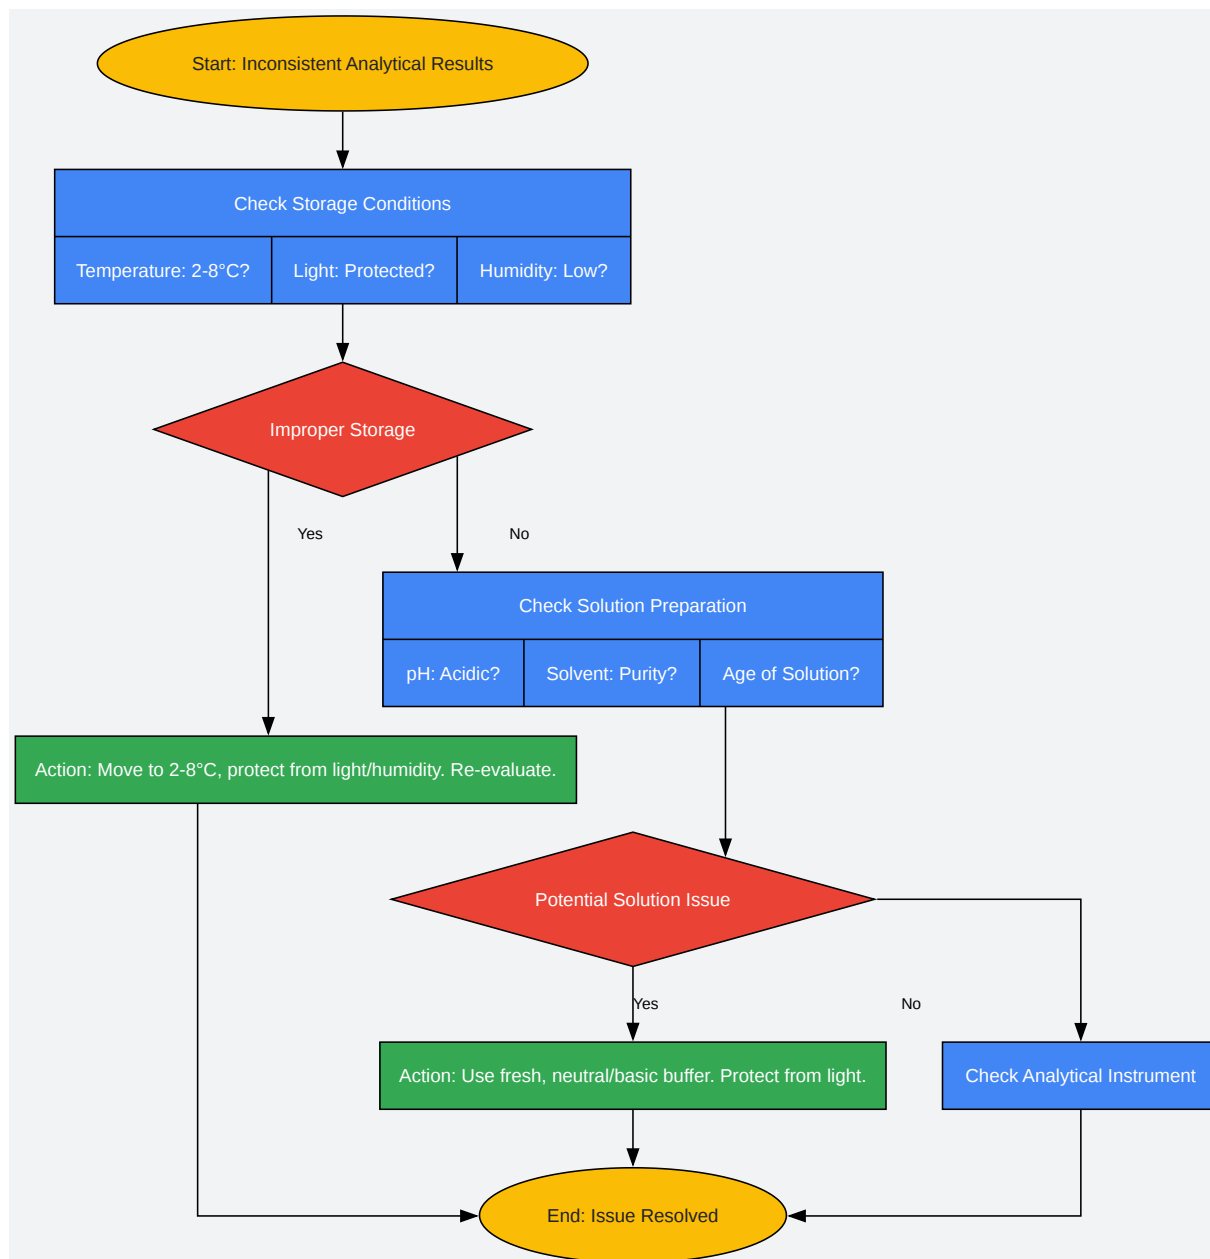 Start: Inconsistent Analytical Results
Check Storage Conditions
Temperature: 2-8°C?
Light: Protected?
Humidity: Low?
Improper Storage
Yes
No
Check Solution Preparation
pH: Acidic?
Solvent: Purity?
Age of Solution?
Action: Move to 2-8°C, protect from light/humidity. Re-evaluate.
Potential Solution Issue
Yes
No
Action: Use fresh, neutral/basic buffer. Protect from light.
Check Analytical Instrument
End: Issue Resolved